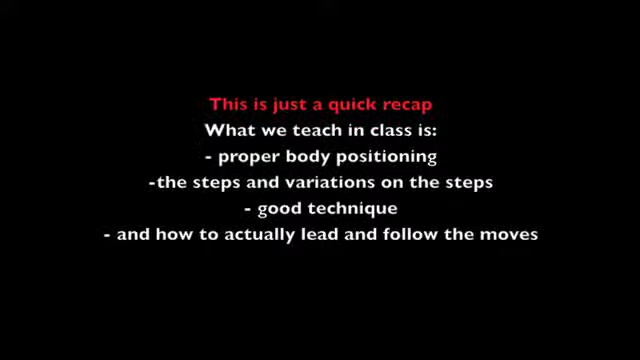 This is just a quick recap
What we teach in class is:
- proper body positioning
-the steps and variations on the steps
- good technique
- and how to actually lead and follow the moves